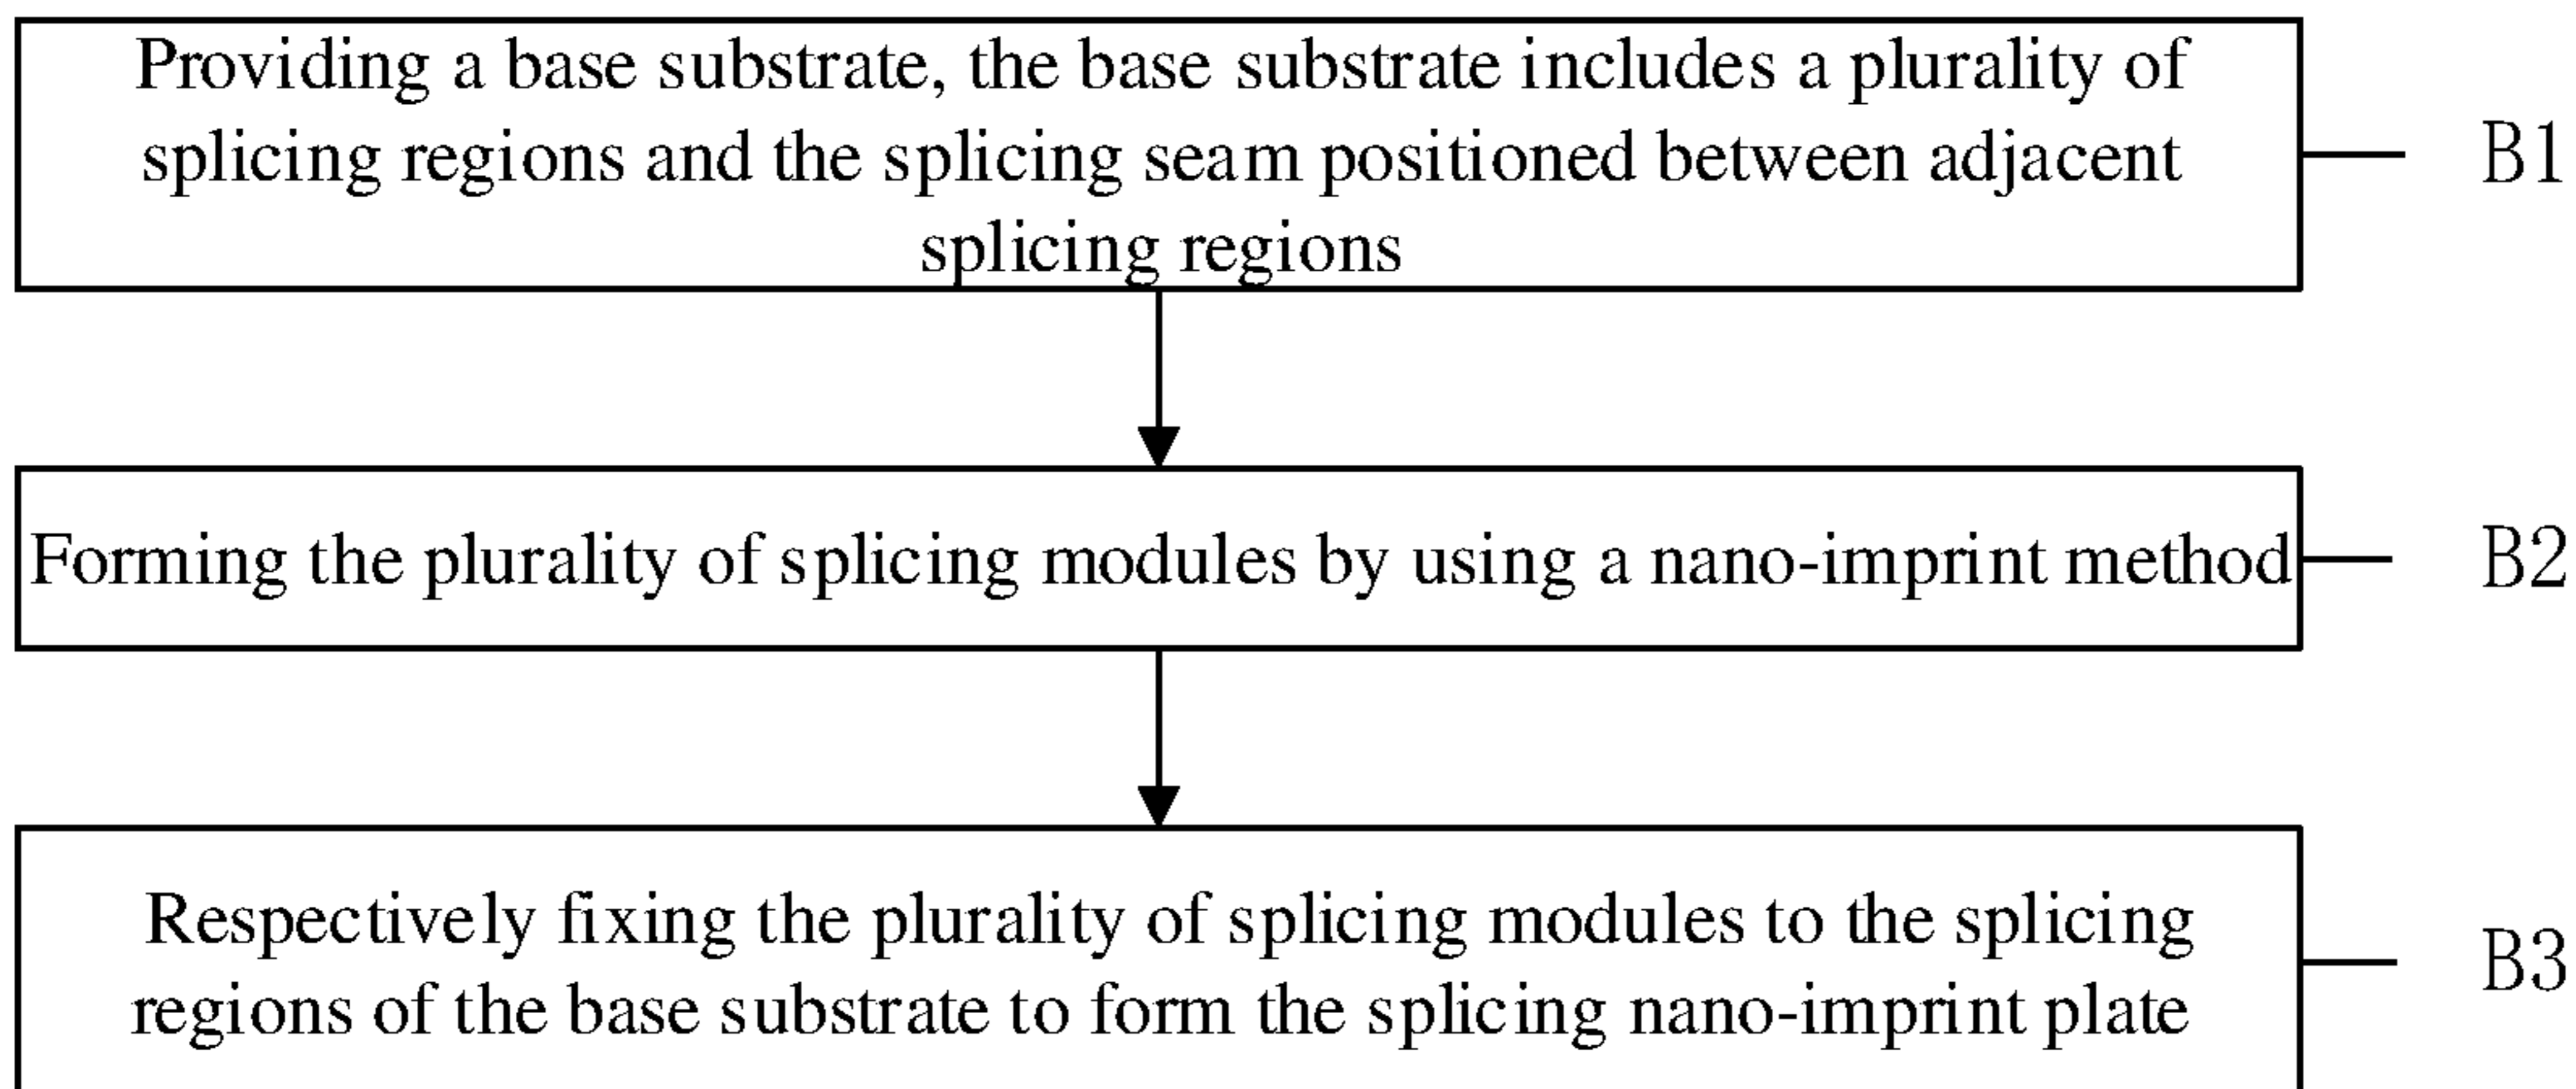 Providing a base substrate, the base substrate includes a plurality of
splicing regions and the splicing seam positioned between adjacent
splicing regions
B1
Forming the plurality of splicing modules by using a nano-imprint method
B2
Respectively fixing the plurality of splicing modules to the splicing
regions of the base substrate to form the splicing nano-imprint plate
B3